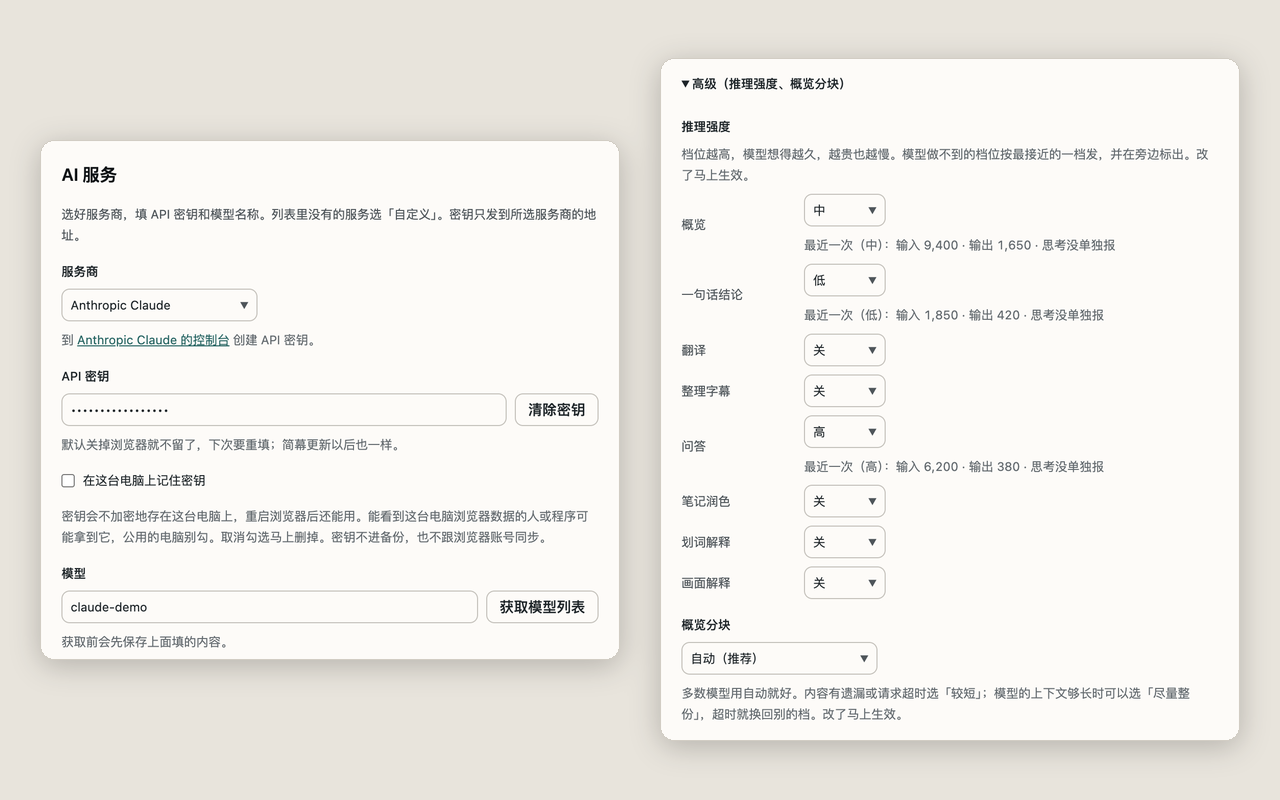 AI 服务
选好服务商，填 API 密钥和模型名称。列表里没有的服务选「自定义」。密钥只发到所选服务商的地
址。
服务商
Anthropic Claude ▼
到 Anthropic Claude 的控制台 创建 API 密钥。
API 密钥
••••••••••••••••• 清除密钥
默认关掉浏览器就不留了，下次要重填；简幕更新以后也一样。
在这台电脑上记住密钥
密钥会不加密地存在这台电脑上，重启浏览器后还能用。能看到这台电脑浏览器数据的人或程序可
能拿到它，公用的电脑别勾。取消勾选马上删掉。密钥不进备份，也不跟浏览器账号同步。
模型
claude-demo 获取模型列表
获取前会先保存上面填的内容。
▼高级（推理强度、概览分块）
推理强度
档位越高，模型想得越久，越贵也越慢。模型做不到的档位按最接近的一档发，并在旁边标出。改
了马上生效。
概览 中 ▼
最近一次（中）：输入 9,400 · 输出 1,650 · 思考没单独报
一句话结论 低 ▼
最近一次（低）：输入 1,850 · 输出 420 · 思考没单独报
翻译 关 ▼
整理字幕 关 ▼
问答 高 ▼
最近一次（高）：输入 6,200 · 输出 380 · 思考没单独报
笔记润色 关 ▼
划词解释 关 ▼
画面解释 关 ▼
概览分块
自动（推荐） ▼
多数模型用自动就好。内容有遗漏或请求超时选「较短」；模型的上下文够长时可以选「尽量整
份」，超时就换回别的档。改了马上生效。